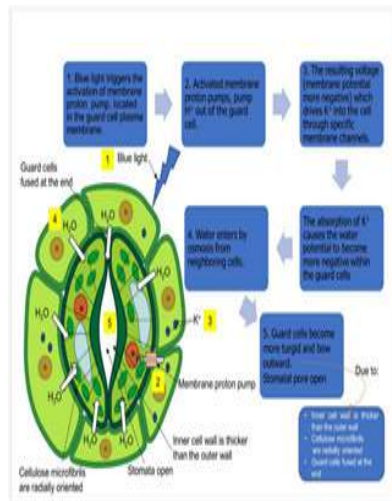 1. Blue light triggers the
activation of membrane
proton pump, located
in the guard cell plasma
membrane.
2. Activated membrane
proton pumps, pump
H⁺ out of the guard
cell.
3. The resulting voltage
(membrane potential
more negative) which
drives K⁺ into the cell
through specific
membrane channels.
The absorption of K⁺
causes the water
potential to become
more negative within
the guard cells
4. Water enters by
osmosis from
neighboring cells.
5. Guard cells become
more turgid and bow
outward.
Stomatal pore open
Due to:
• Inner cell wall is thicker
than the outer wall
• Cellulose microfibrils
are radially oriented
• Guard cells fused at the
end
1
Blue light
Guard cells
fused at the end
4
H₂O
H₂O
H₂O
H₂O
5
K⁺
3
H₂O
H₂O
2
Membrane proton pump
H₂O
H₂O
Inner cell wall is thicker
than the outer wall
Stomata open
Cellulose microfibrils
are radially oriented